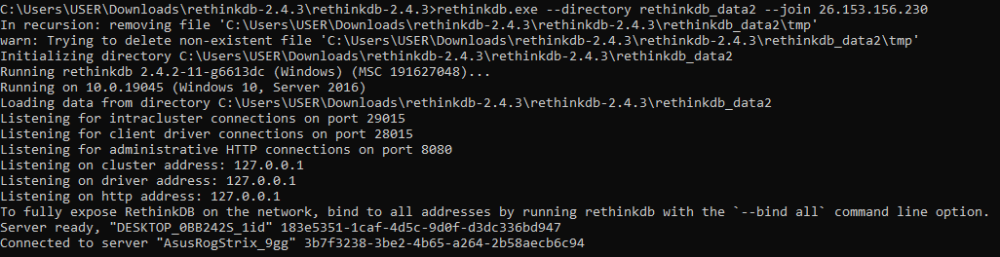 C:\Users\USER\Downloads\rethinkdb-2.4.3\rethinkdb-2.4.3>rethinkdb.exe --directory rethinkdb_data2 --join 26.153.156.230
In recursion: removing file 'C:\Users\USER\Downloads\rethinkdb-2.4.3\rethinkdb-2.4.3\rethinkdb_data2\tmp'
warn: Trying to delete non-existent file 'C:\Users\USER\Downloads\rethinkdb-2.4.3\rethinkdb-2.4.3\rethinkdb_data2\tmp'
Initializing directory C:\Users\USER\Downloads\rethinkdb-2.4.3\rethinkdb-2.4.3\rethinkdb_data2
Running rethinkdb 2.4.2-11-g6613dc (Windows) (MSC 191627048)...
Running on 10.0.19045 (Windows 10, Server 2016)
Loading data from directory C:\Users\USER\Downloads\rethinkdb-2.4.3\rethinkdb-2.4.3\rethinkdb_data2
Listening for intracluster connections on port 29015
Listening for client driver connections on port 28015
Listening for administrative HTTP connections on port 8080
Listening on cluster address: 127.0.0.1
Listening on driver address: 127.0.0.1
Listening on http address: 127.0.0.1
To fully expose RethinkDB on the network, bind to all addresses by running rethinkdb with the `--bind all` command line option.
Server ready, "DESKTOP_0BB242S_1id" 183e5351-1caf-4d5c-9d0f-d3dc336bd947
Connected to server "AsusRogStrix_9gg" 3b7f3238-3be2-4b65-a264-2b58aecb6c94